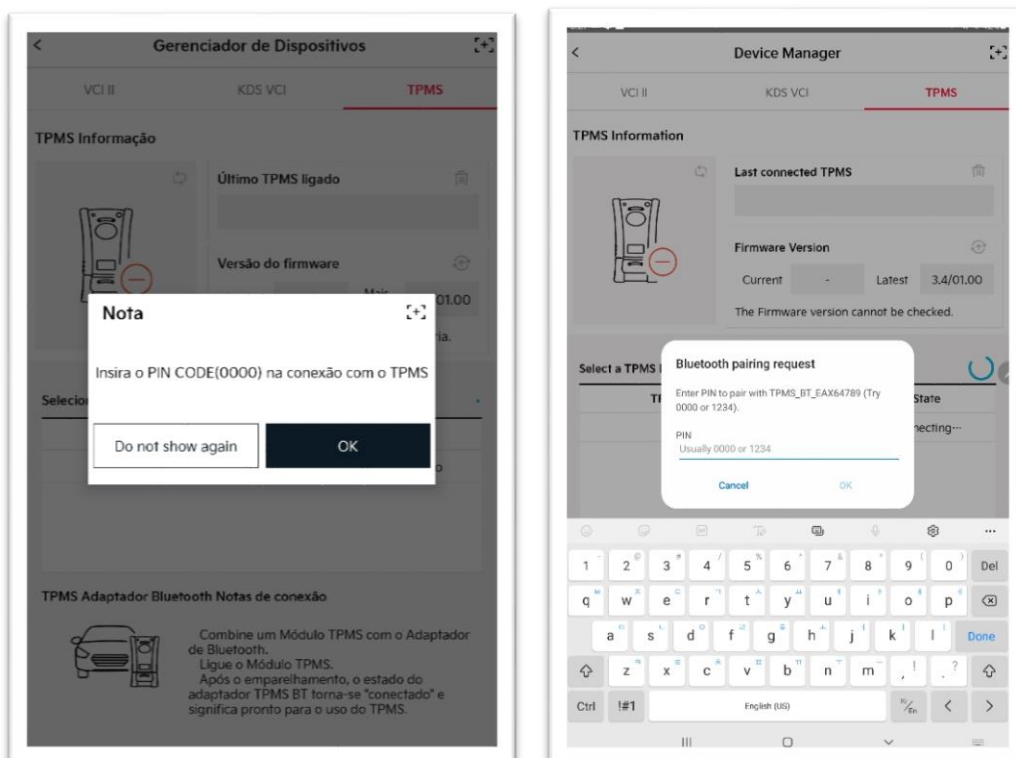 Gerenciador de Dispositivos
VCI II KDS VCI TPMS
TPMS Informação
Último TPMS ligado
Versão do firmware
01.00
ia.
Nota
Insira o PIN CODE(0000) na conexão com o TPMS
Do not show again OK
Selecion
o
TPMS Adaptador Bluetooth Notas de conexão
Combine um Módulo TPMS com o Adaptador
de Bluetooth.
Ligue o Módulo TPMS.
Após o emparelhamento, o estado do
adaptador TPMS BT torna-se "conectado" e
significa pronto para o uso do TPMS.
Device Manager
VCI II KDS VCI TPMS
TPMS Information
Last connected TPMS
Firmware Version
Current - Latest 3.4/01.00
The Firmware version cannot be checked.
Select a TPMS
State
necting···
Bluetooth pairing request
Enter PIN to pair with TPMS_BT_EAX64789 (Try
0000 or 1234).
PIN
Usually 0000 or 1234
Cancel OK
1 2 3 4 5 6 7 8 9 0 Del
q w e r t y u i o p
a s d f g h j k l Done
z x c v b n m , ! . ?
Ctrl !#1 English (US)